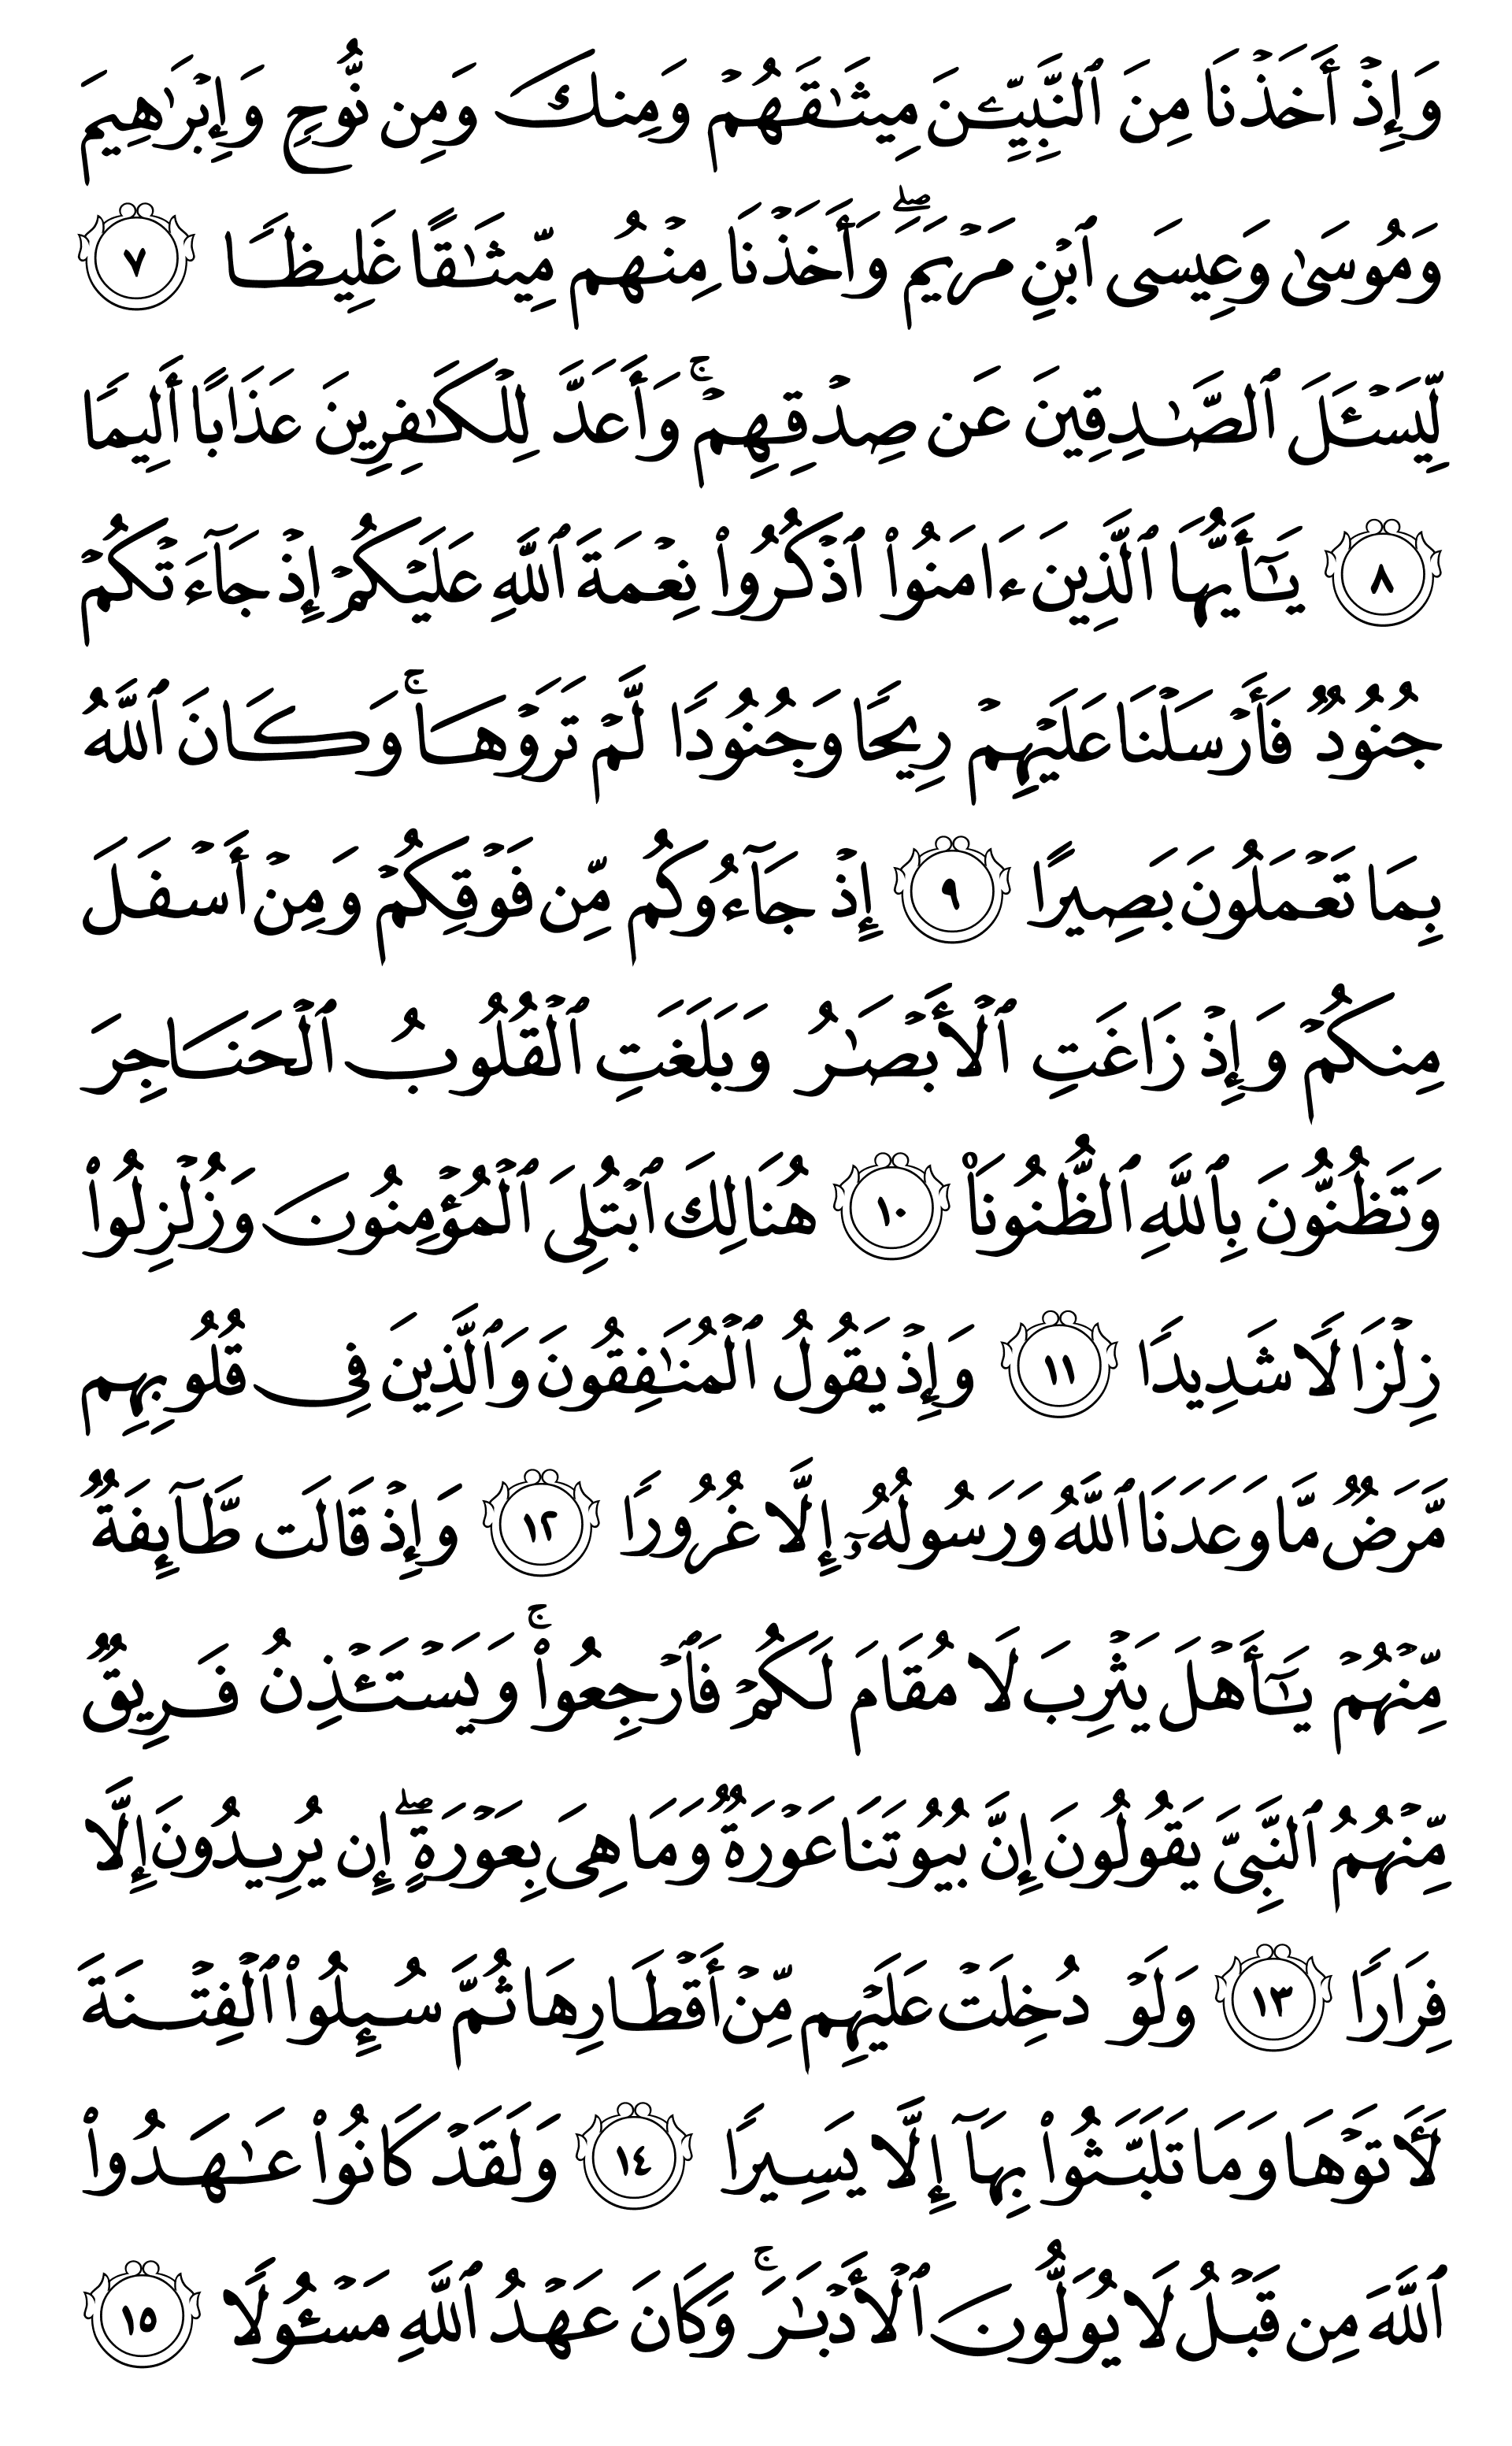 وَإِذْ أَخَذْنَا مِنَ ٱلنَّبِيِّۦنَ مِيثَٰقَهُمْ وَمِنكَ وَمِن نُّوحٍ وَإِبْرَٰهِيمَ
وَمُوسَىٰ وَعِيسَى ٱبْنِ مَرْيَمَ ۖ وَأَخَذْنَا مِنْهُم مِّيثَٰقًا غَلِيظًا ٧
لِّيَسْـَٔلَ ٱلصَّٰدِقِينَ عَن صِدْقِهِمْ ۚ وَأَعَدَّ لِلْكَٰفِرِينَ عَذَابًا أَلِيمًا
٨ يَٰٓأَيُّهَا ٱلَّذِينَ ءَامَنُوا۟ ٱذْكُرُوا۟ نِعْمَةَ ٱللَّهِ عَلَيْكُمْ إِذْ جَآءَتْكُمْ
جُنُودٌ فَأَرْسَلْنَا عَلَيْهِمْ رِيحًا وَجُنُودًا لَّمْ تَرَوْهَا ۚ وَكَانَ ٱللَّهُ
بِمَا تَعْمَلُونَ بَصِيرًا ٩ إِذْ جَآءُوكُم مِّن فَوْقِكُمْ وَمِنْ أَسْفَلَ
مِنكُمْ وَإِذْ زَاغَتِ ٱلْأَبْصَٰرُ وَبَلَغَتِ ٱلْقُلُوبُ ٱلْحَنَاجِرَ
وَتَظُنُّونَ بِٱللَّهِ ٱلظُّنُونَا۠ ١٠ هُنَالِكَ ٱبْتُلِىَ ٱلْمُؤْمِنُونَ وَزُلْزِلُوا۟
زِلْزَالًا شَدِيدًا ١١ وَإِذْ يَقُولُ ٱلْمُنَٰفِقُونَ وَٱلَّذِينَ فِى قُلُوبِهِم
مَّرَضٌ مَّا وَعَدَنَا ٱللَّهُ وَرَسُولُهُۥٓ إِلَّا غُرُورًا ١٢ وَإِذْ قَالَت طَّآئِفَةٌ
مِّنْهُمْ يَٰٓأَهْلَ يَثْرِبَ لَا مُقَامَ لَكُمْ فَٱرْجِعُوا۟ ۚ وَيَسْتَـْٔذِنُ فَرِيقٌ
مِّنْهُمُ ٱلنَّبِىَّ يَقُولُونَ إِنَّ بُيُوتَنَا عَوْرَةٌ وَمَا هِىَ بِعَوْرَةٍ ۖ إِن يُرِيدُونَ إِلَّا
فِرَارًا ١٣ وَلَوْ دُخِلَتْ عَلَيْهِم مِّنْ أَقْطَارِهَا ثُمَّ سُئِلُوا۟ ٱلْفِتْنَةَ
لَـَٔاتَوْهَا وَمَا تَلَبَّثُوا۟ بِهَآ إِلَّا يَسِيرًا ١٤ وَلَقَدْ كَانُوا۟ عَٰهَدُوا۟
ٱللَّهَ مِن قَبْلُ لَا يُوَلُّونَ ٱلْأَدْبَٰرَ ۚ وَكَانَ عَهْدُ ٱللَّهِ مَسْـُٔولًا ١٥